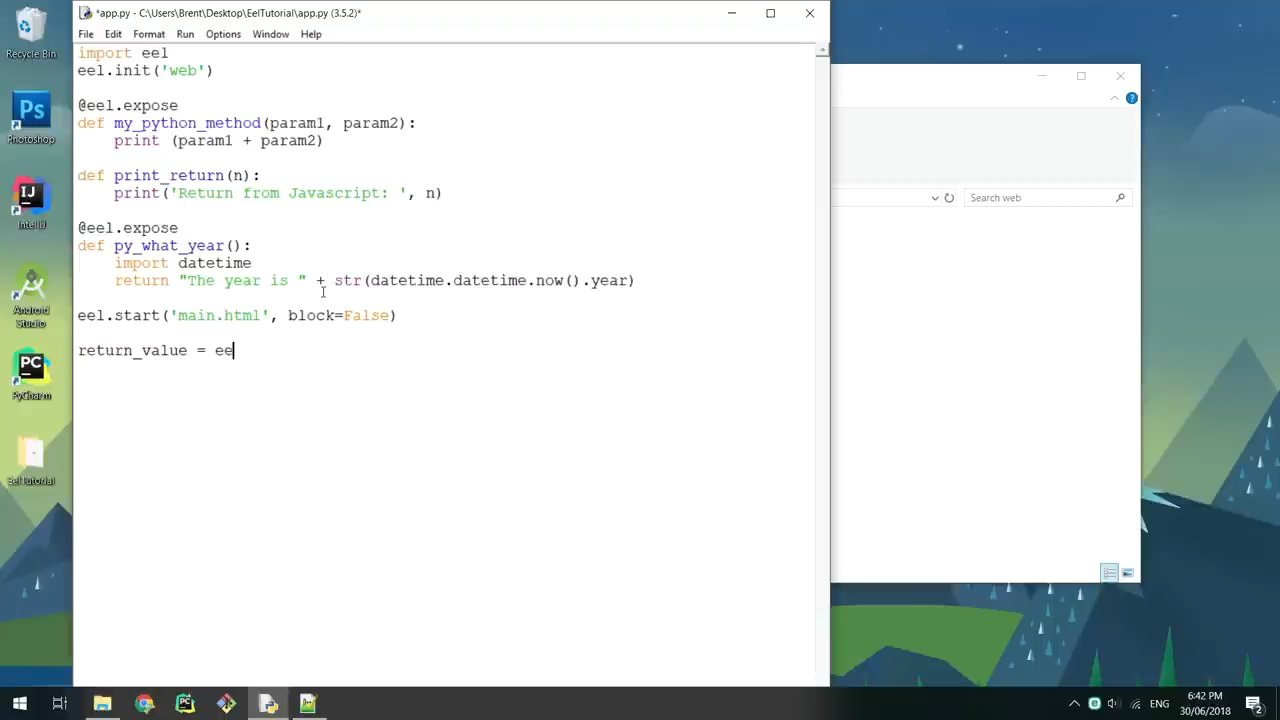 *app.py - C:\Users\Brent\Desktop\EelTutorial\app.py (3.5.2)*
File Edit Format Run Options Window Help
import eel
eel.init('web')
@eel.expose
def my_python_method(param1, param2):
print (param1 + param2)
def print_return(n):
print('Return from Javascript: ', n)
@eel.expose
def py_what_year():
import datetime
return "The year is " + str(datetime.datetime.now().year)
eel.start('main.html', block=False)
return_value = ee
Recycle Bin
Ps
Photoshop
IJ
IntelliJ
Android
Studio
PC
PyCharm
EelTutorial
Search web
ENG
6:42 PM
30/06/2018
2